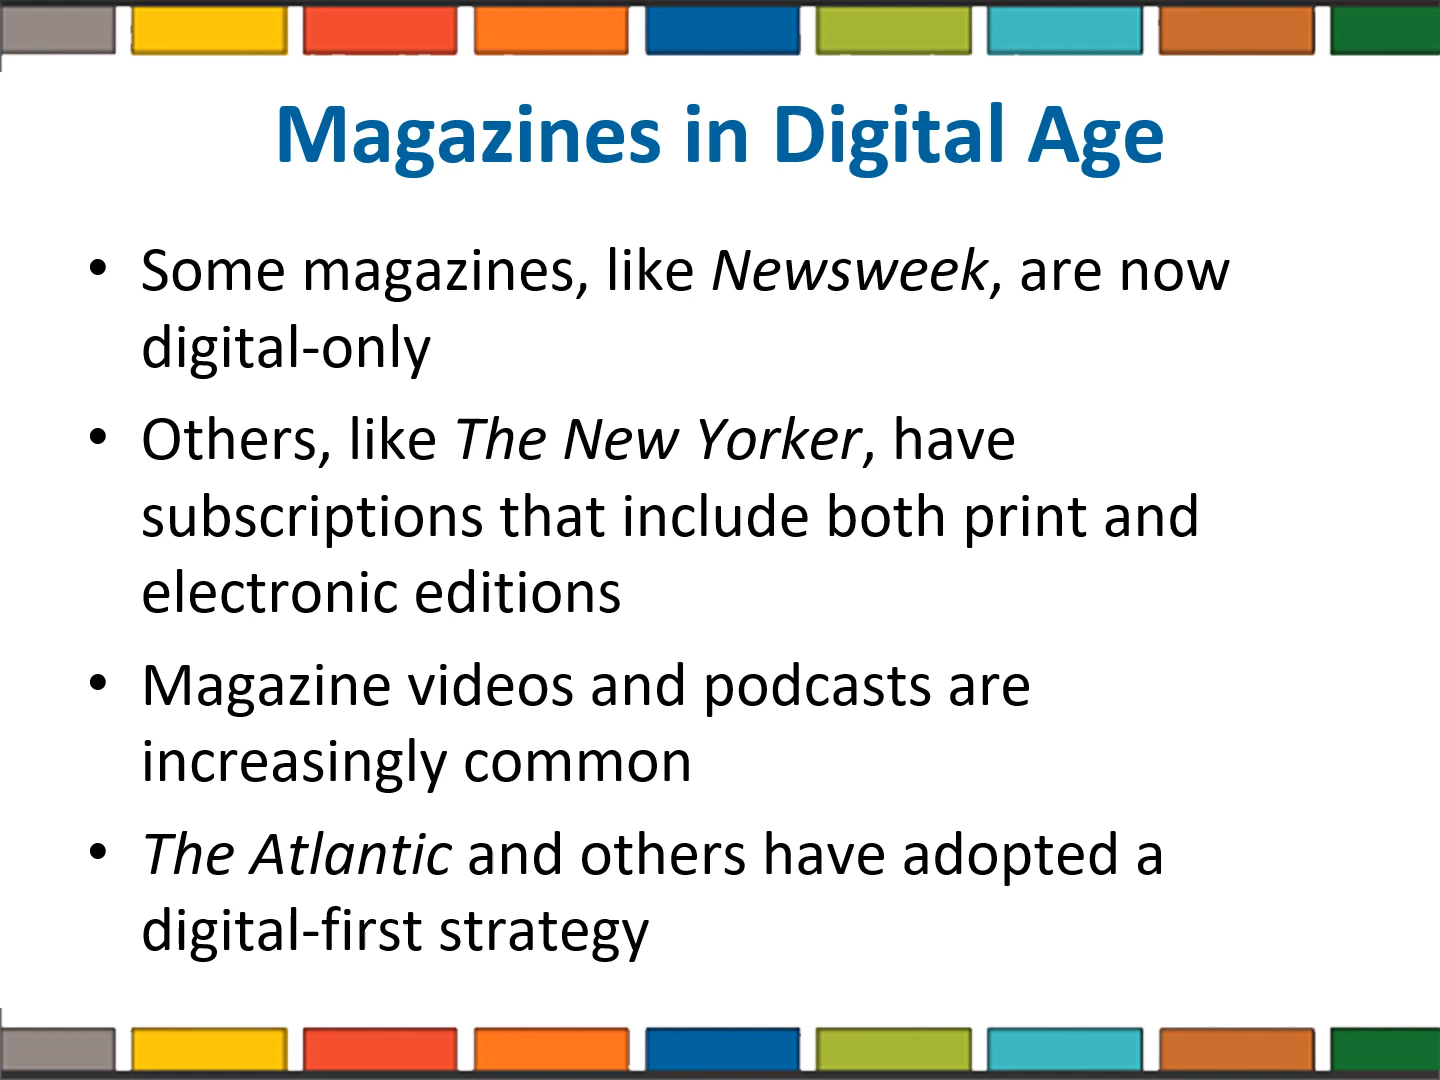 Magazines in Digital Age
• Some magazines, like Newsweek, are now
digital-only
• Others, like The New Yorker, have
subscriptions that include both print and
electronic editions
• Magazine videos and podcasts are
increasingly common
• The Atlantic and others have adopted a
digital-first strategy